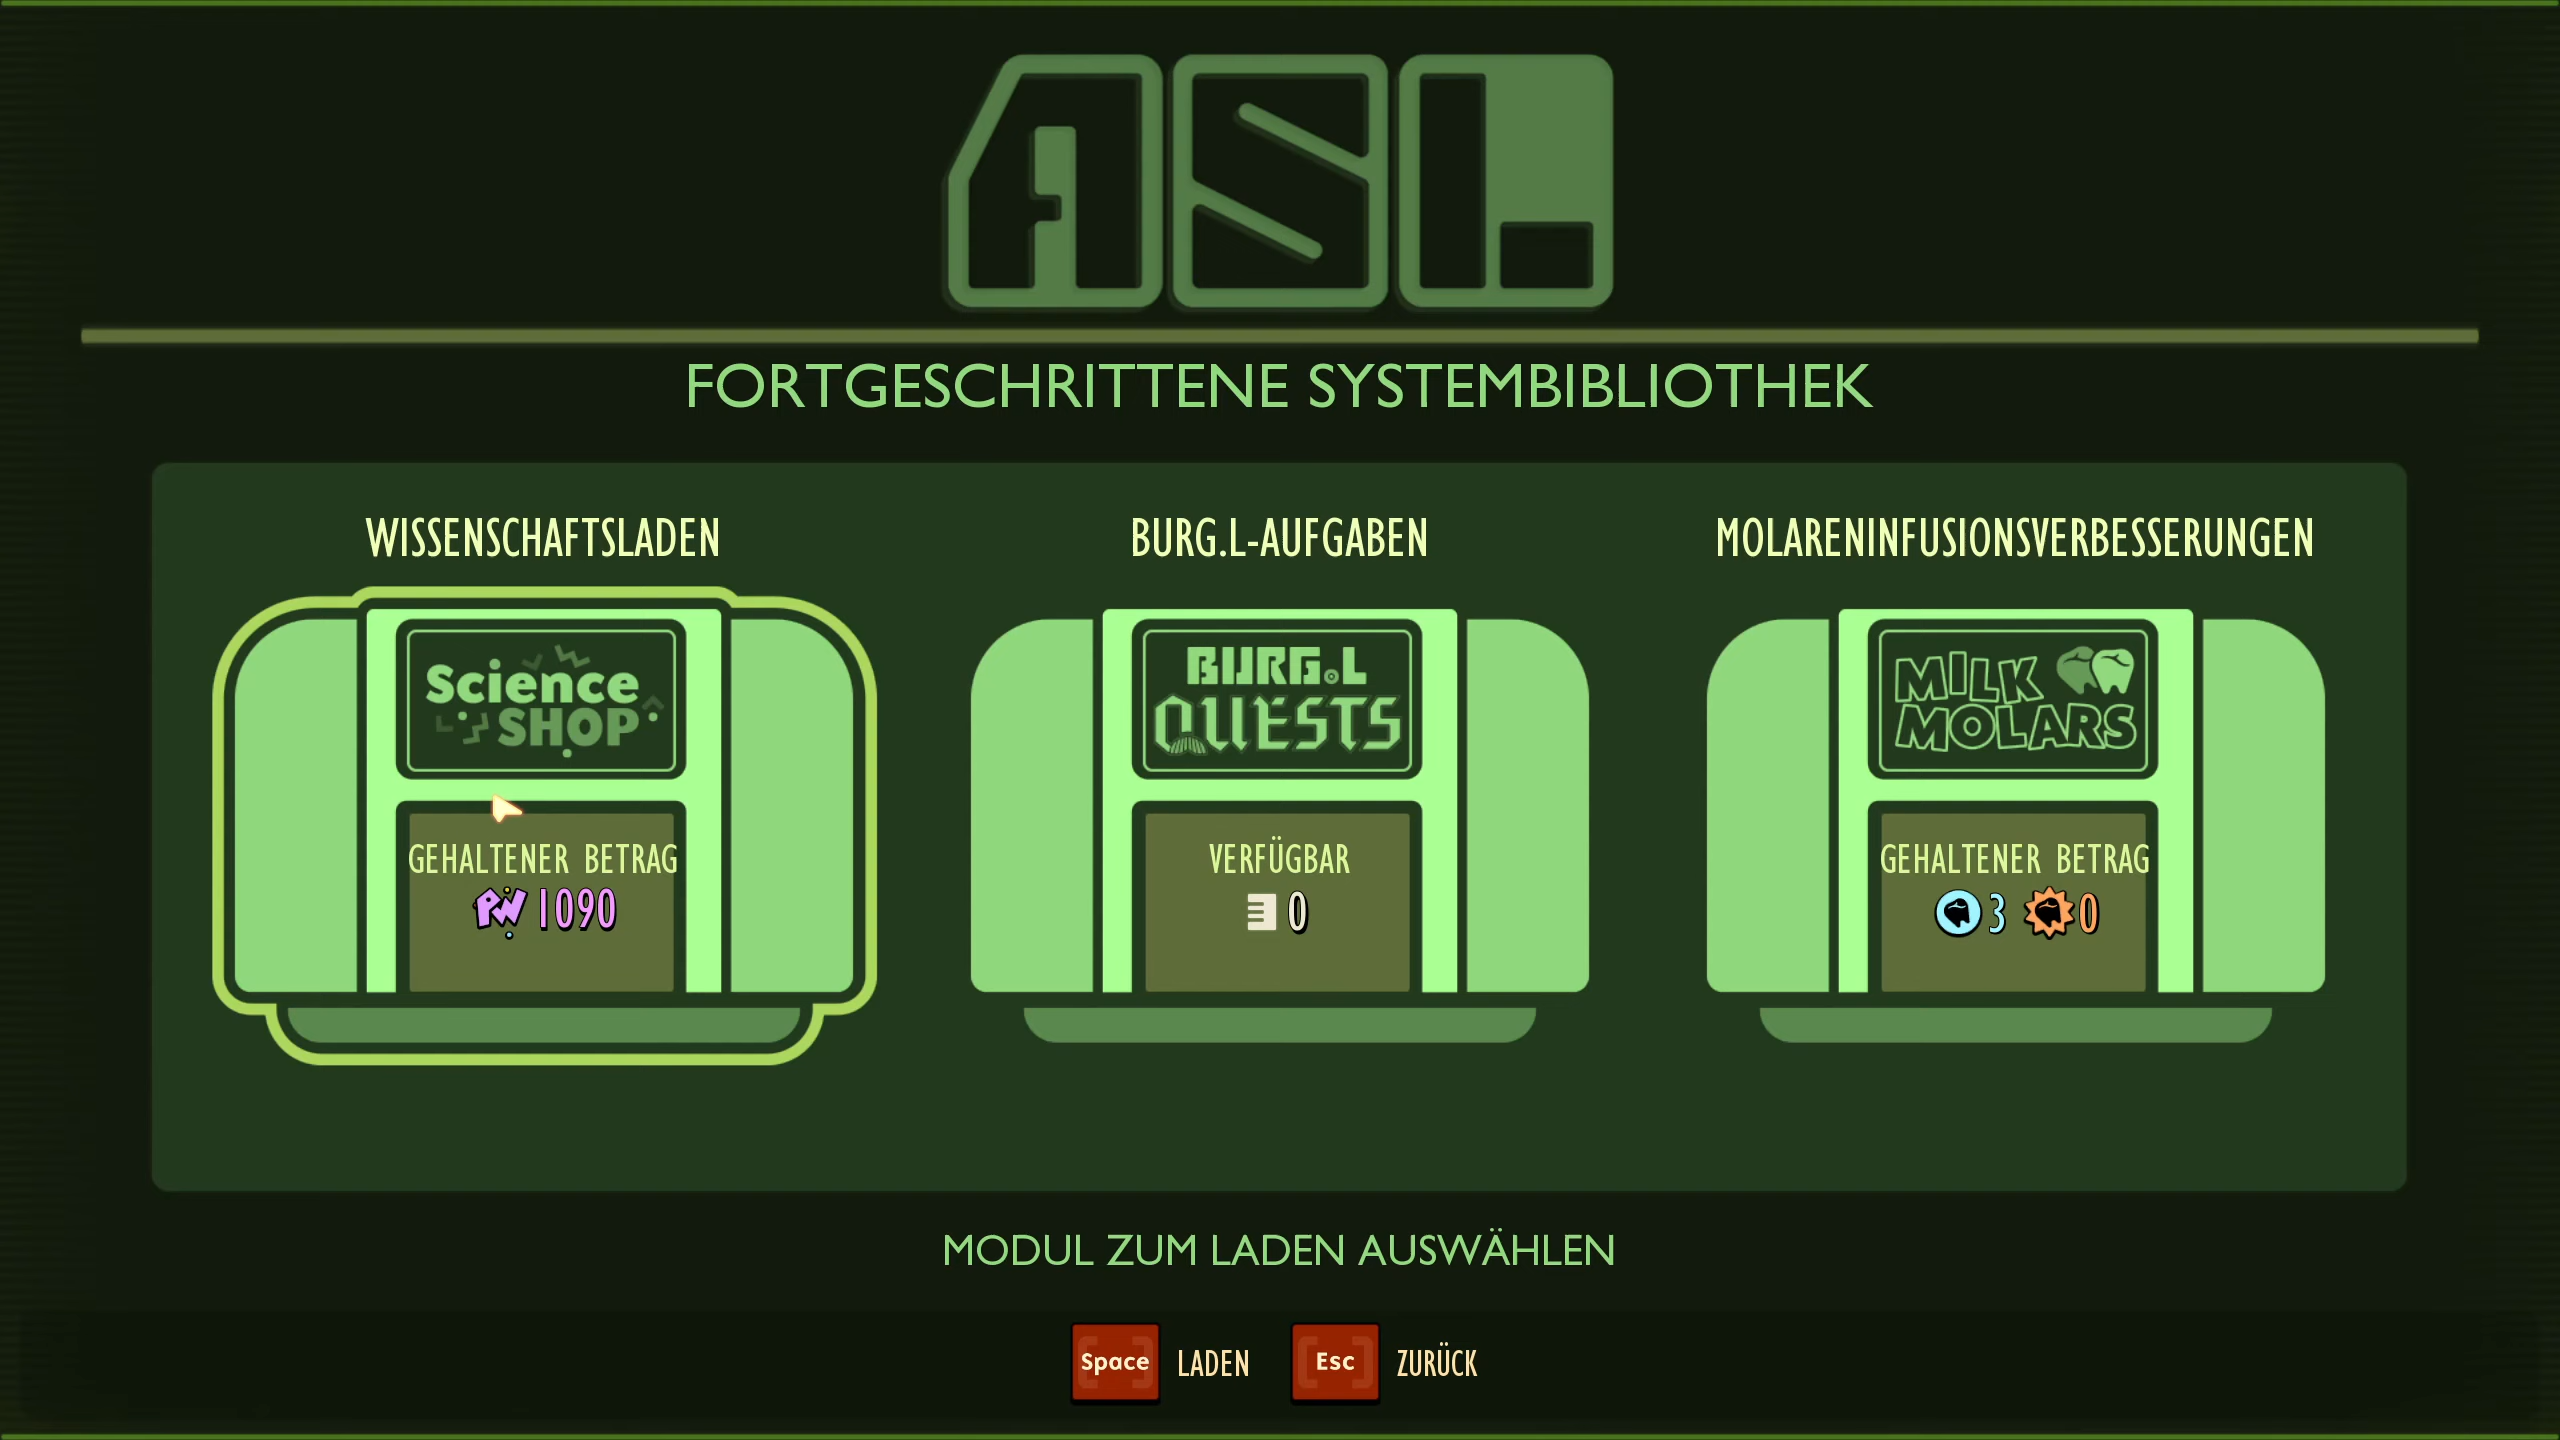 ASL
FORTGESCHRITTENE SYSTEMBIBLIOTHEK
WISSENSCHAFTSLADEN
Science
SHOP
GEHALTENER BETRAG
RW 1090
BURG.L-AUFGABEN
BURG.L
QUESTS
VERFÜGBAR
0
MOLARENINFUSIONSVERBESSERUNGEN
MILK
MOLARS
GEHALTENER BETRAG
3 0
MODUL ZUM LADEN AUSWÄHLEN
Space LADEN Esc ZURÜCK